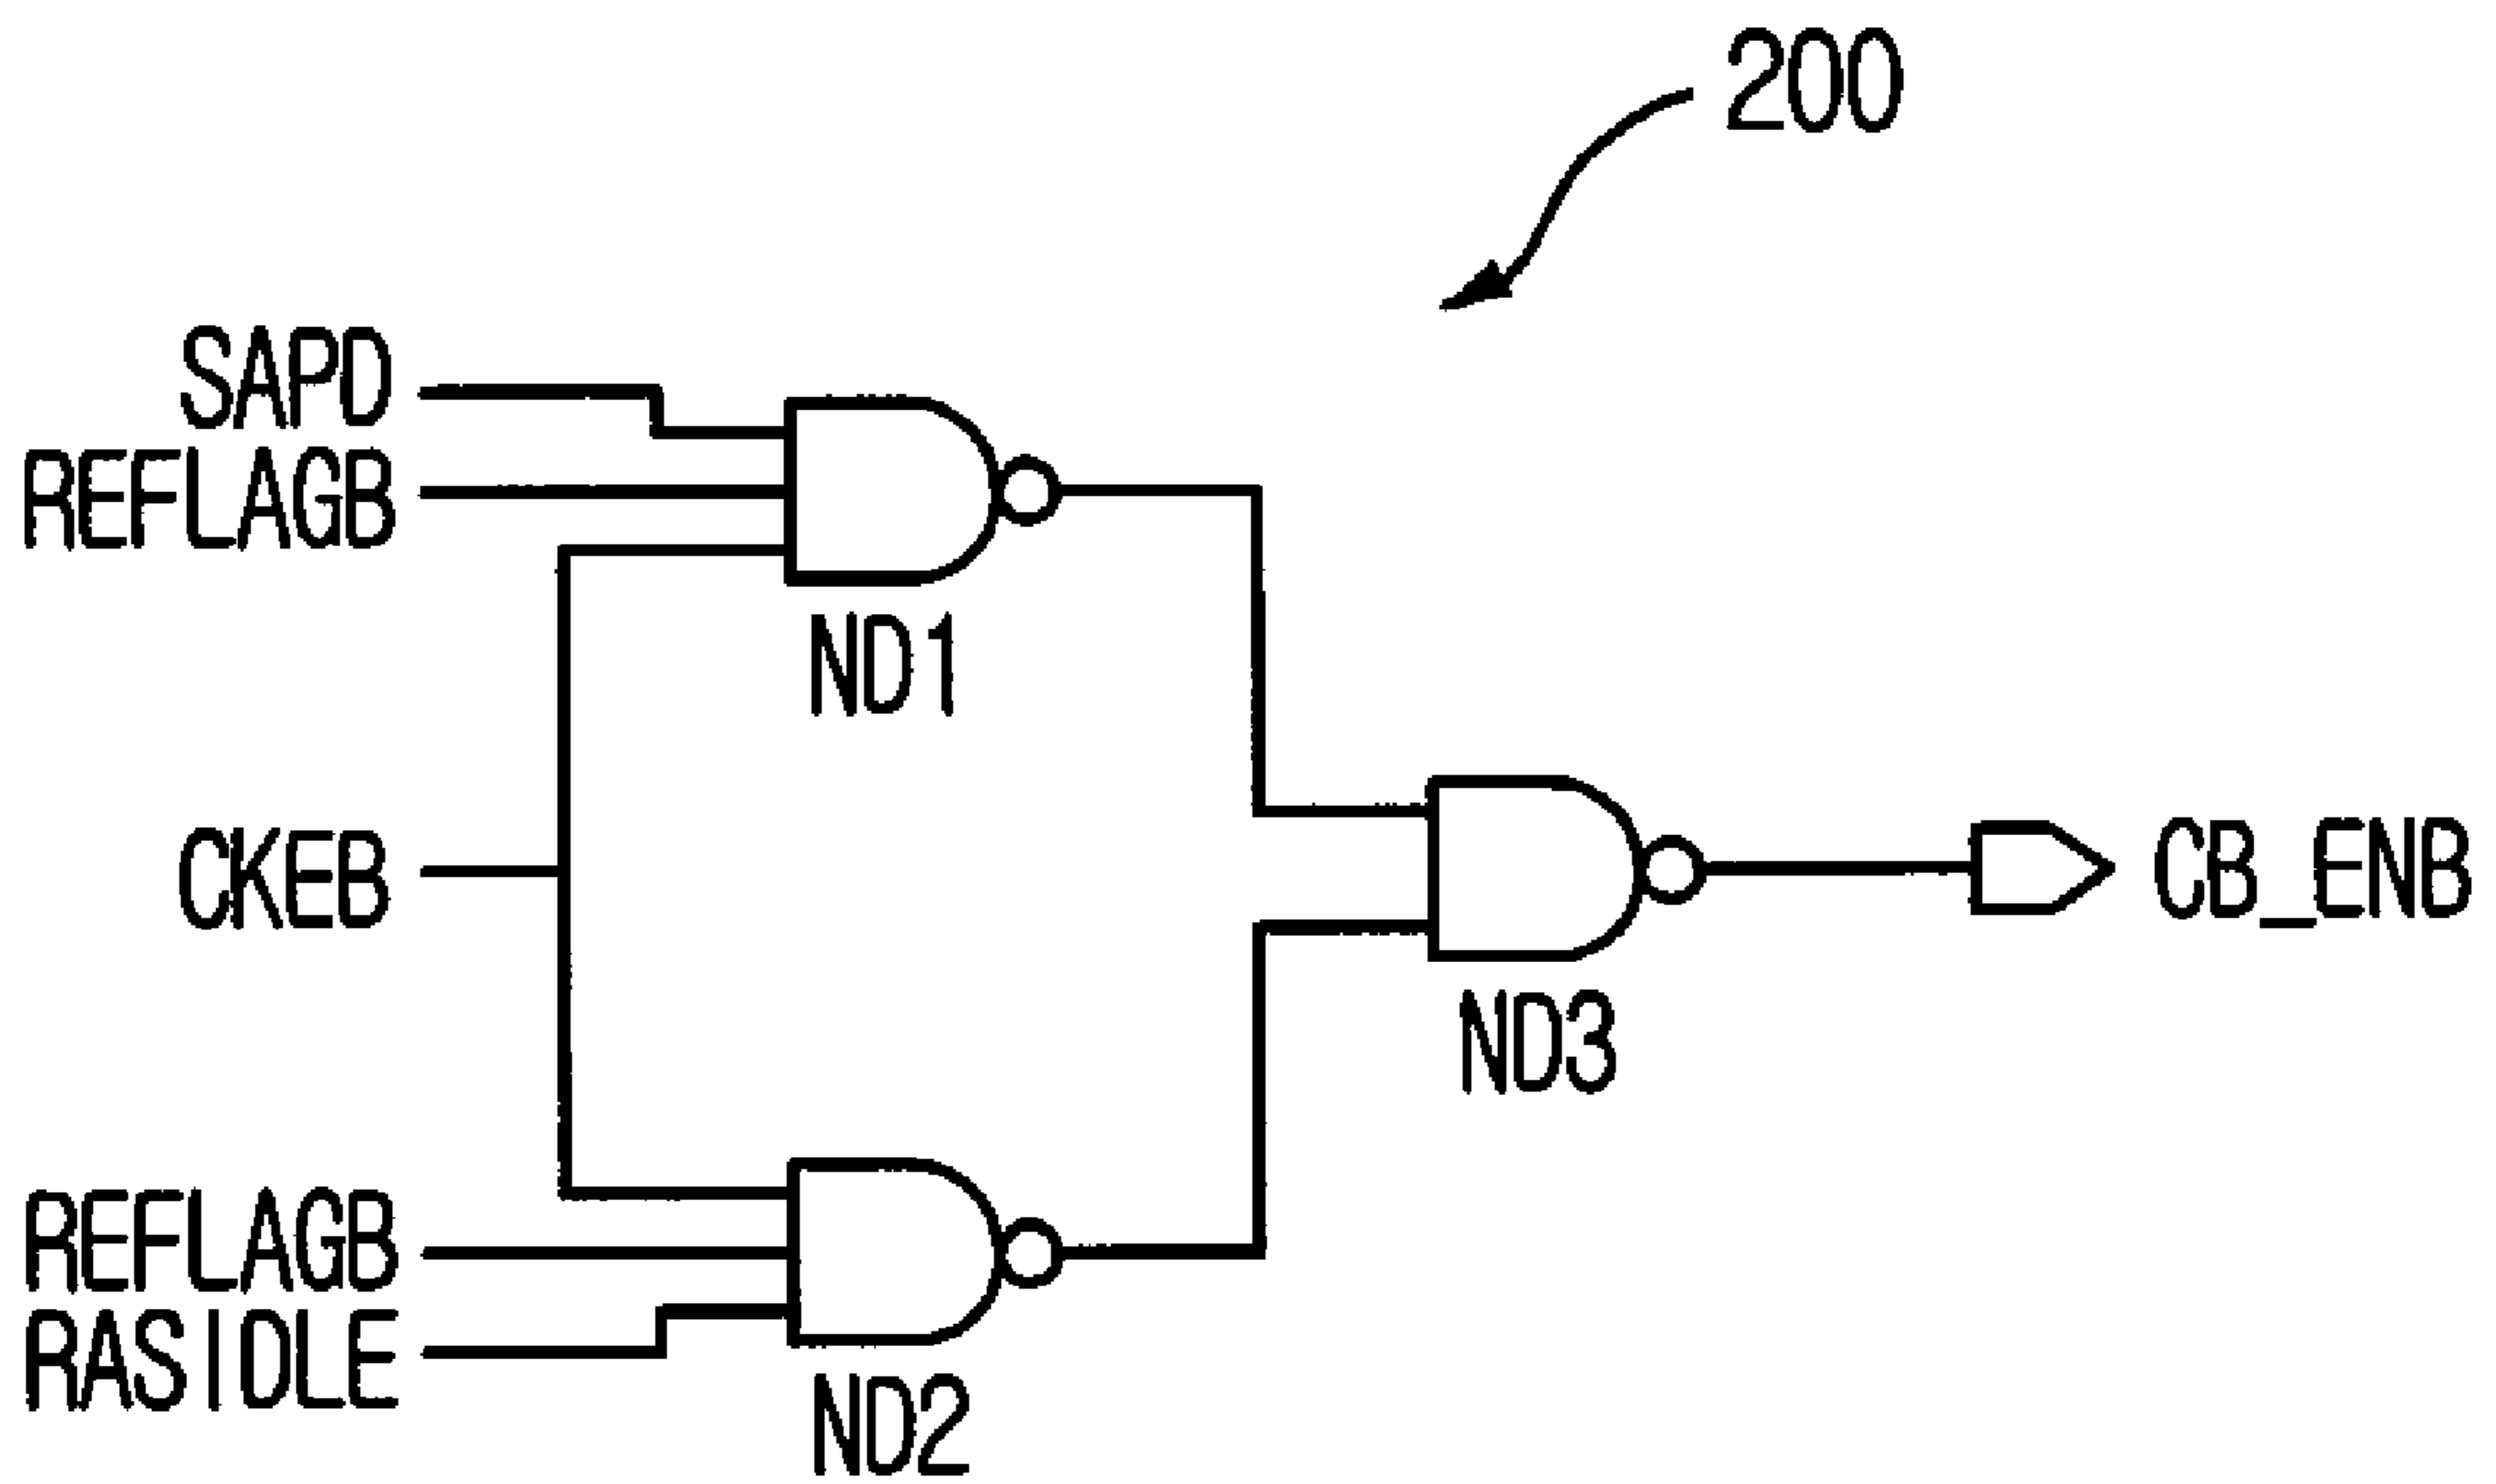 200
SAPD
REFLAGB
ND1
CKEB
CB_ENB
ND3
REFLAGB
RASIDLE
ND2